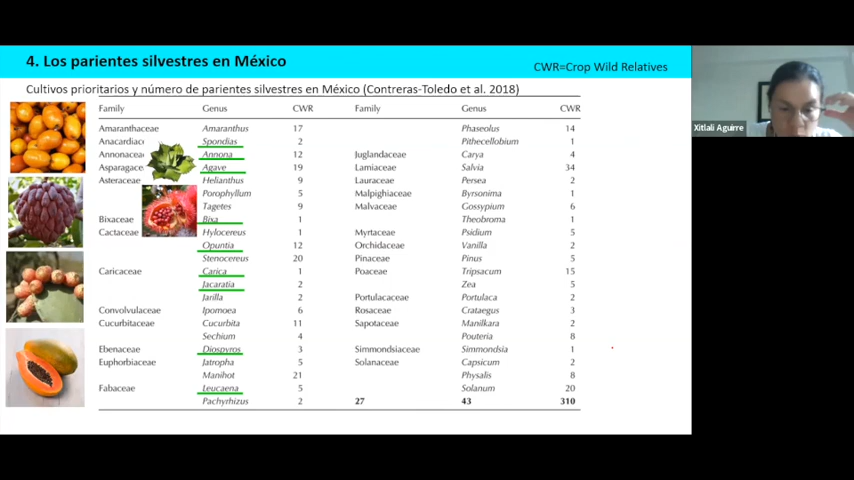 4. Los parientes silvestres en México
CWR=Crop Wild Relatives
Cultivos prioritarios y número de parientes silvestres en México (Contreras-Toledo et al. 2018)
Family Genus CWR Family Genus CWR
Amaranthaceae Amaranthus 17 Phaseolus 14
Anacardiac Spondias 2 Pithecellobium 1
Annonaceae Annona 12 Juglandaceae Carya 4
Asparagace Agave 19 Lamiaceae Salvia 34
Asteraceae Helianthus 9 Lauraceae Persea 2
Porophyllum 5 Malpighiaceae Byrsonima 1
Tagetes 9 Malvaceae Gossypium 6
Bixaceae Bixa 1 Theobroma 1
Cactaceae Hylocereus 1 Myrtaceae Psidium 5
Opuntia 12 Orchidaceae Vanilla 2
Stenocereus 20 Pinaceae Pinus 5
Caricaceae Carica 1 Poaceae Tripsacum 15
Jacaratia 2 Zea 5
Jarilla 2 Portulacaceae Portulaca 2
Convolvulaceae Ipomoea 6 Rosaceae Crataegus 3
Cucurbitaceae Cucurbita 11 Sapotaceae Manilkara 2
Sechium 4 Pouteria 8
Ebenaceae Diospyros 3 Simmondsiaceae Simmondsia 1
Euphorbiaceae Jatropha 5 Solanaceae Capsicum 2
Manihot 21 Physalis 8
Fabaceae Leucaena 5 Solanum 20
Pachyrhizus 2 27 43 310
Xitlali Aguirre